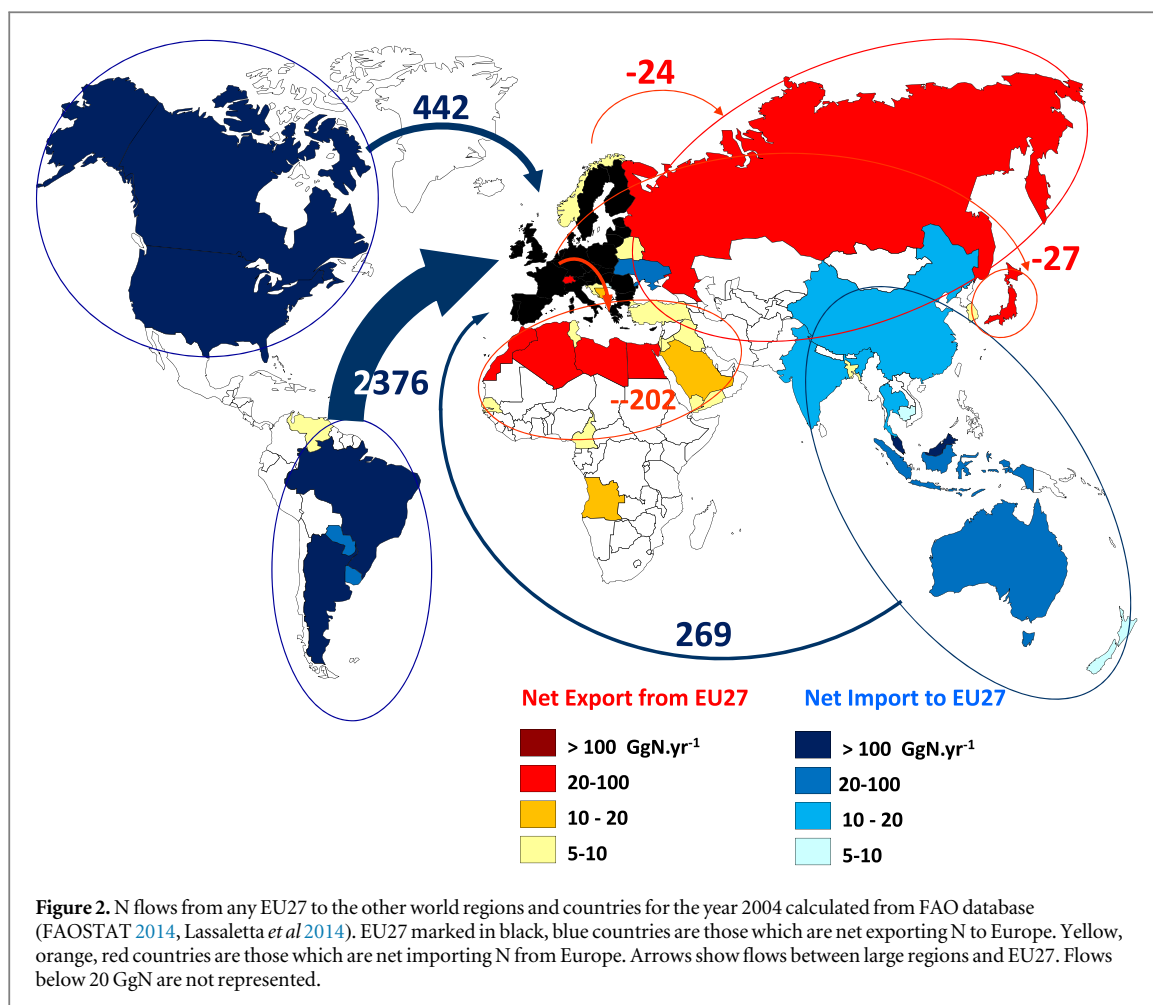 -24
442
-27
2376
--202
269
Net Export from EU27
> 100 GgN.yr-1
20-100
10 - 20
5-10
Net Import to EU27
> 100 GgN.yr-1
20-100
10 - 20
5-10
Figure 2. N flows from any EU27 to the other world regions and countries for the year 2004 calculated from FAO database
(FAOSTAT 2014, Lassaletta et al 2014). EU27 marked in black, blue countries are those which are net exporting N to Europe. Yellow,
orange, red countries are those which are net importing N from Europe. Arrows show flows between large regions and EU27. Flows
below 20 GgN are not represented.